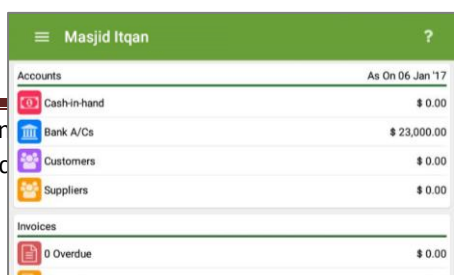 Masjid Itqan ?
Accounts As On 06 Jan '17
Cash-in-hand $ 0.00
Bank A/Cs $ 23,000.00
Customers $ 0.00
Suppliers $ 0.00
Invoices
0 Overdue $ 0.00